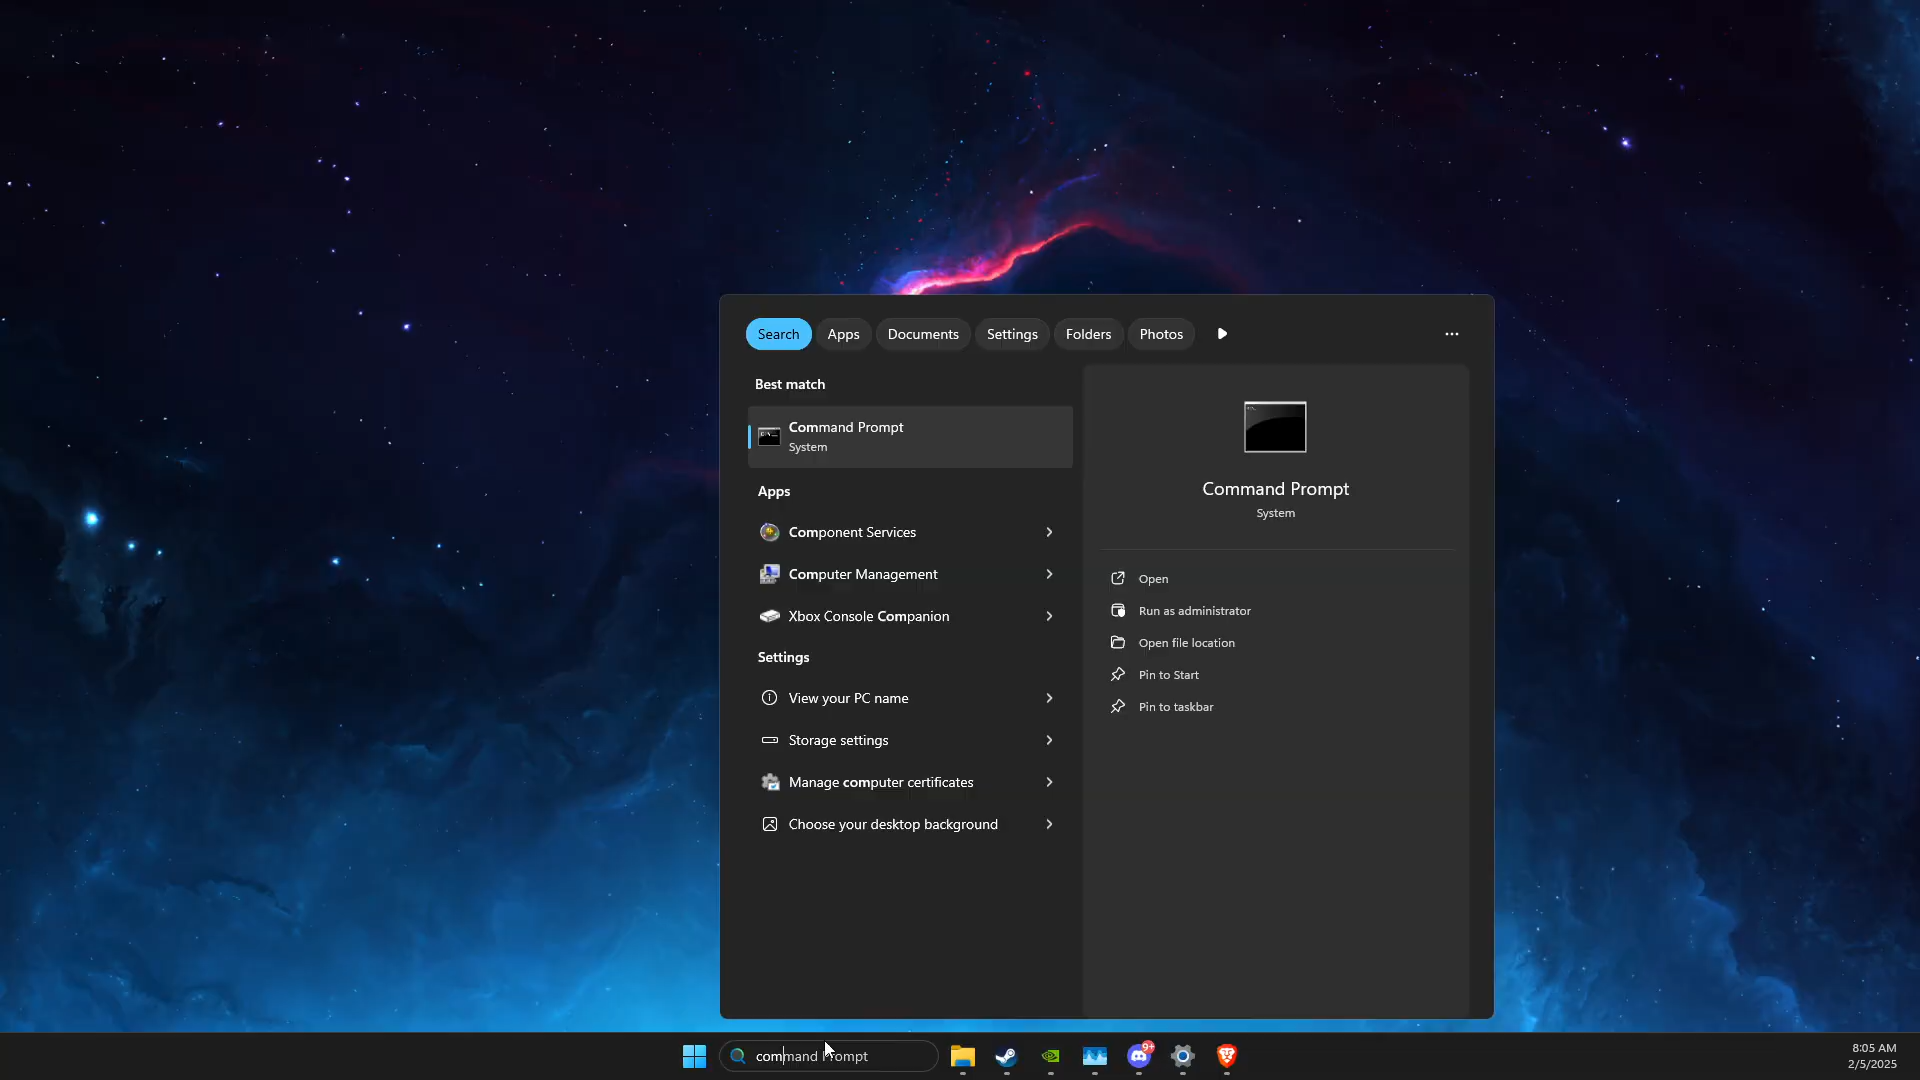 Search Apps Documents Settings Folders Photos
Best match
Command Prompt
System
Apps
Component Services
Computer Management
Xbox Console Companion
Settings
View your PC name
Storage settings
Manage computer certificates
Choose your desktop background
Command Prompt
System
Open
Run as administrator
Open file location
Pin to Start
Pin to taskbar
command Prompt
9+
8:05 AM
2/5/2025